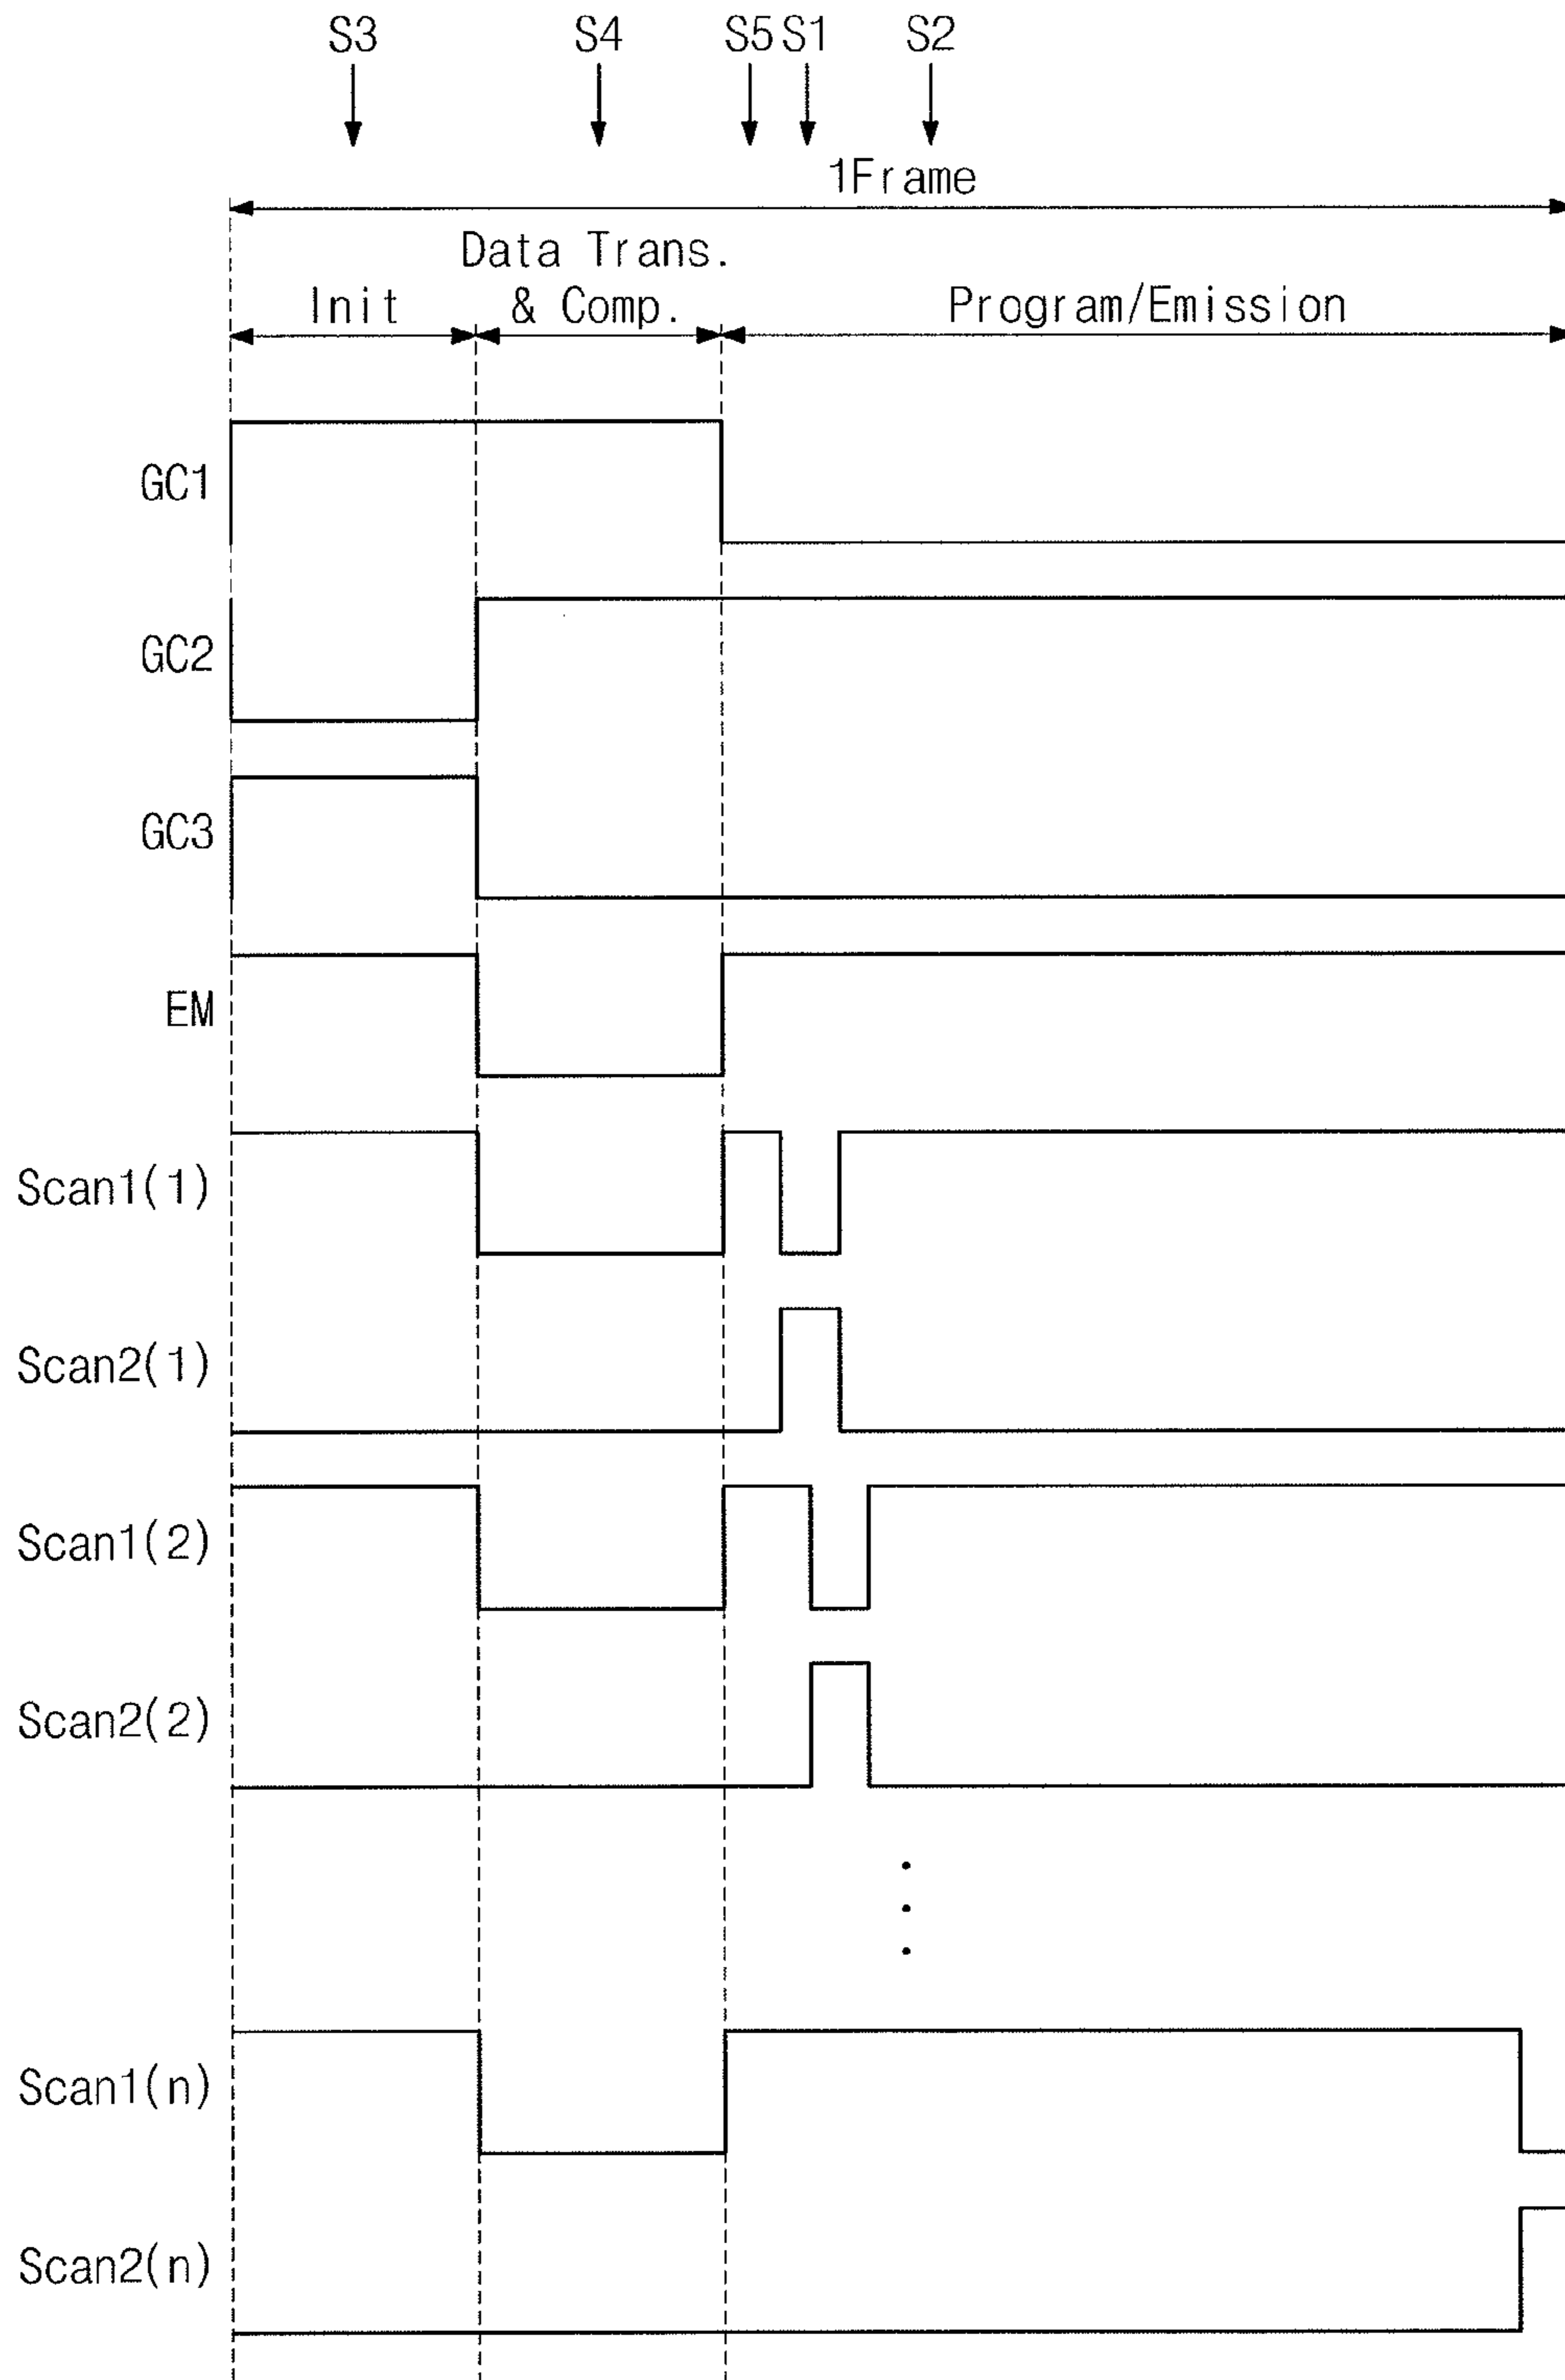 S3 S4 S5 S1 S2
1Frame
Data Trans.
Init & Comp. Program/Emission
GC1
GC2
GC3
EM
Scan1(1)
Scan2(1)
Scan1(2)
Scan2(2)
Scan1(n)
Scan2(n)